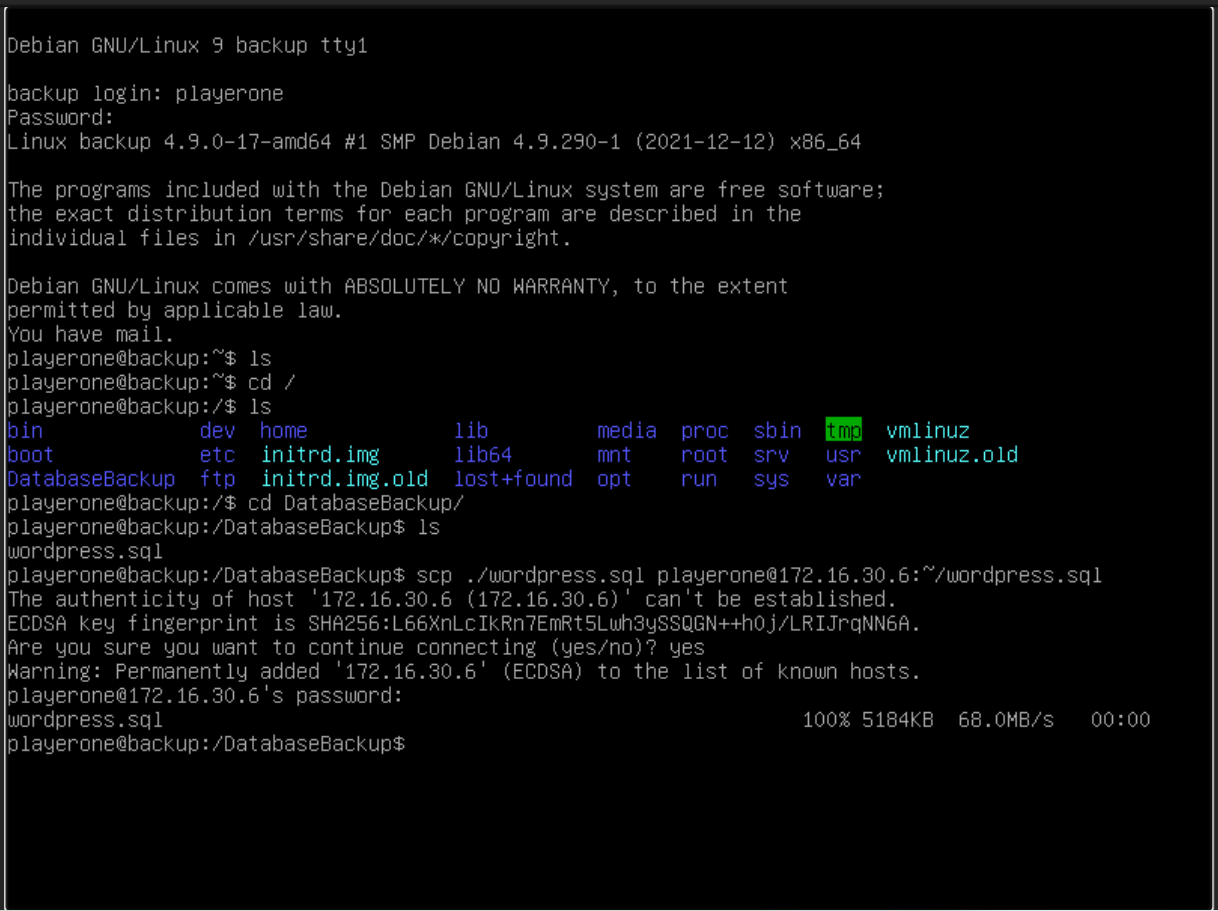 Debian GNU/Linux 9 backup tty1
backup login: playerone
Password:
Linux backup 4.9.0-17-amd64 #1 SMP Debian 4.9.290-1 (2021-12-12) x86_64
The programs included with the Debian GNU/Linux system are free software;
the exact distribution terms for each program are described in the
individual files in /usr/share/doc/*/copyright.
Debian GNU/Linux comes with ABSOLUTELY NO WARRANTY, to the extent
permitted by applicable law.
You have mail.
playerone@backup:~$ ls
playerone@backup:~$ cd /
playerone@backup:/$ ls
bin dev home lib media proc sbin tmp vmlinuz
boot etc initrd.img lib64 mnt root srv usr vmlinuz.old
DatabaseBackup ftp initrd.img.old lost+found opt run sys var
playerone@backup:/$ cd DatabaseBackup/
playerone@backup:/DatabaseBackup$ ls
wordpress.sql
playerone@backup:/DatabaseBackup$ scp ./wordpress.sql playerone@172.16.30.6:~/wordpress.sql
The authenticity of host '172.16.30.6 (172.16.30.6)' can't be established.
ECDSA key fingerprint is SHA256:L66XnLcIkRn7EmRt5Lwh3ySSQGN++hOj/LRIJrqNN6A.
Are you sure you want to continue connecting (yes/no)? yes
Warning: Permanently added '172.16.30.6' (ECDSA) to the list of known hosts.
playerone@172.16.30.6's password:
wordpress.sql 100% 5184KB 68.0MB/s 00:00
playerone@backup:/DatabaseBackup$